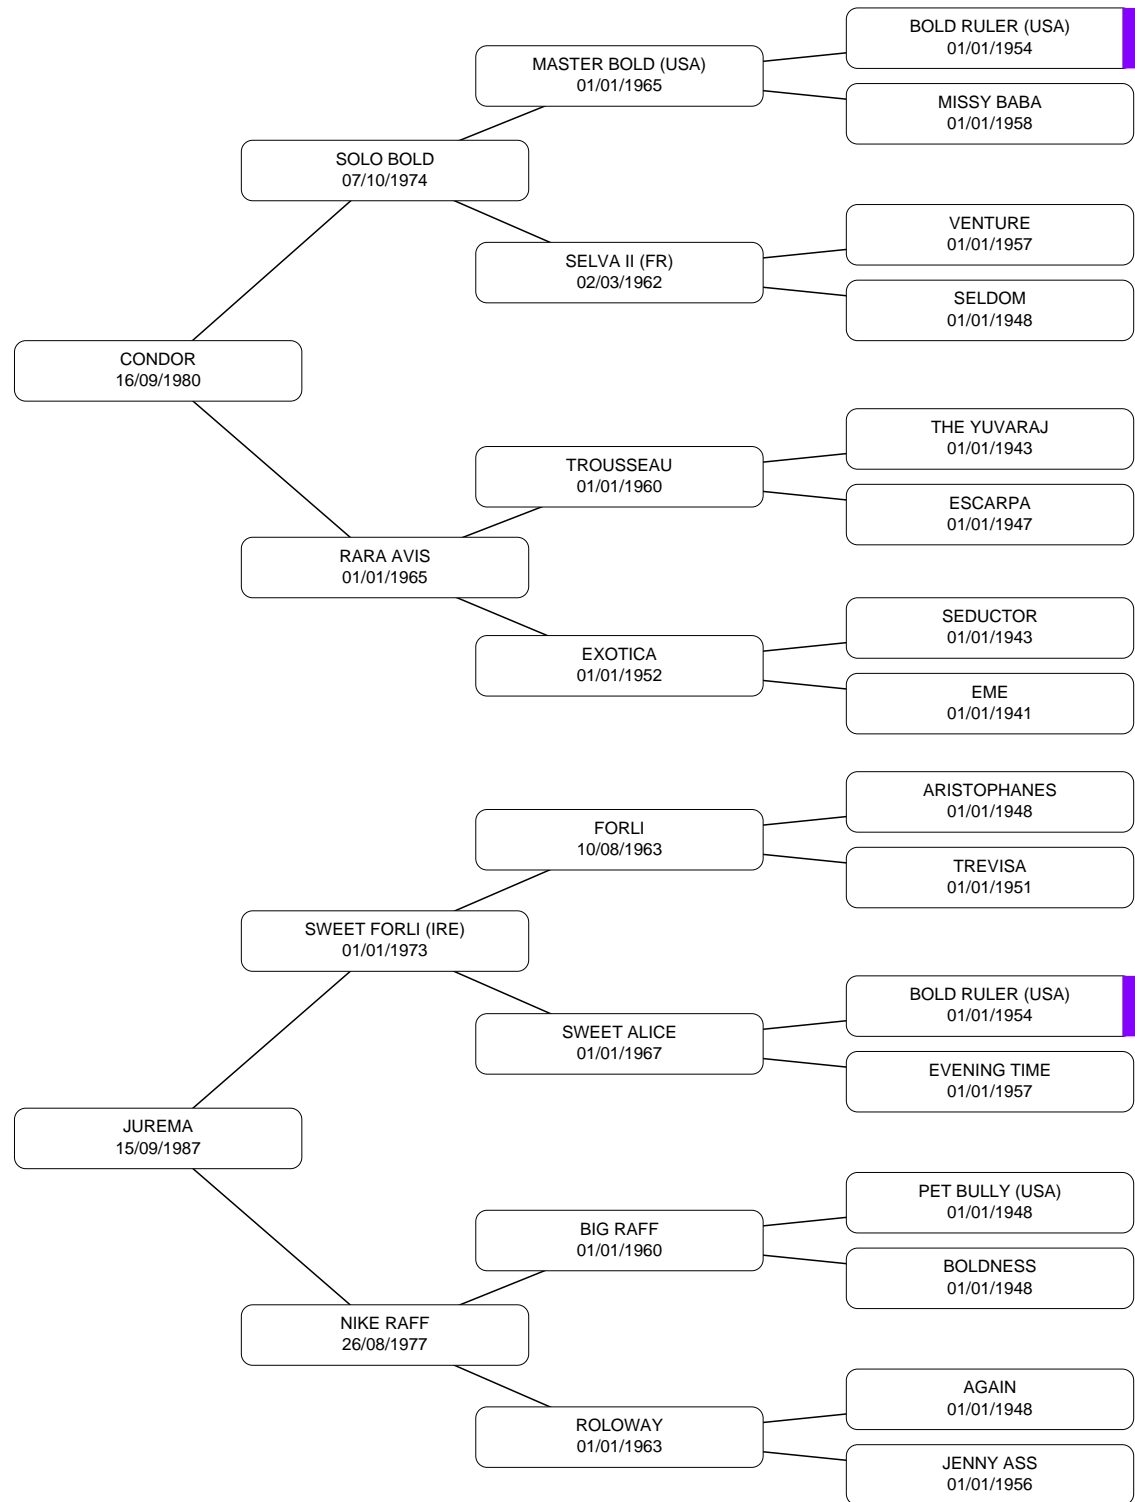 BOLD RULER (USA)
01/01/1954
MASTER BOLD (USA)
01/01/1965
MISSY BABA
01/01/1958
SOLO BOLD
07/10/1974
VENTURE
01/01/1957
SELVA II (FR)
02/03/1962
SELDOM
01/01/1948
CONDOR
16/09/1980
THE YUVARAJ
01/01/1943
TROUSSEAU
01/01/1960
ESCARPA
01/01/1947
RARA AVIS
01/01/1965
SEDUCTOR
01/01/1943
EXOTICA
01/01/1952
EME
01/01/1941
ARISTOPHANES
01/01/1948
FORLI
10/08/1963
TREVISA
01/01/1951
SWEET FORLI (IRE)
01/01/1973
BOLD RULER (USA)
01/01/1954
SWEET ALICE
01/01/1967
EVENING TIME
01/01/1957
JUREMA
15/09/1987
PET BULLY (USA)
01/01/1948
BIG RAFF
01/01/1960
BOLDNESS
01/01/1948
NIKE RAFF
26/08/1977
AGAIN
01/01/1948
ROLOWAY
01/01/1963
JENNY ASS
01/01/1956